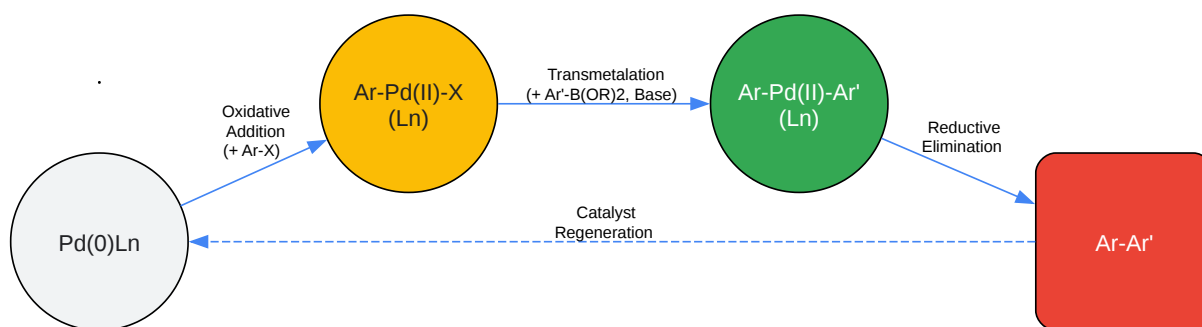 Pd(0)Ln
Oxidative
Addition
(+ Ar-X)
Ar-Pd(II)-X
(Ln)
Transmetalation
(+ Ar'-B(OR)2, Base)
Ar-Pd(II)-Ar'
(Ln)
Reductive
Elimination
Ar-Ar'
Catalyst
Regeneration